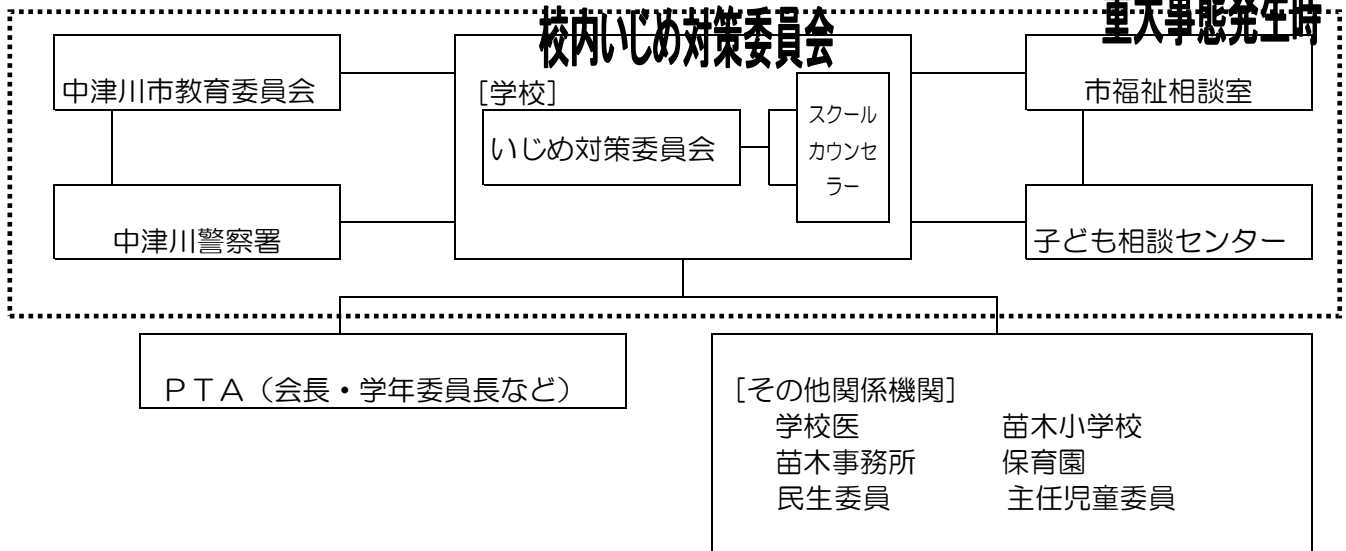 校内いじめ対策委員会
重大事態発生時
中津川市教育委員会
[学校]
いじめ対策委員会
スクール
カウンセ
ラー
市福祉相談室
中津川警察署
子ども相談センター
ＰＴＡ（会長・学年委員長など）
[その他関係機関]
学校医　　　　　苗木小学校
苗木事務所　　　保育園
民生委員　　　　主任児童委員